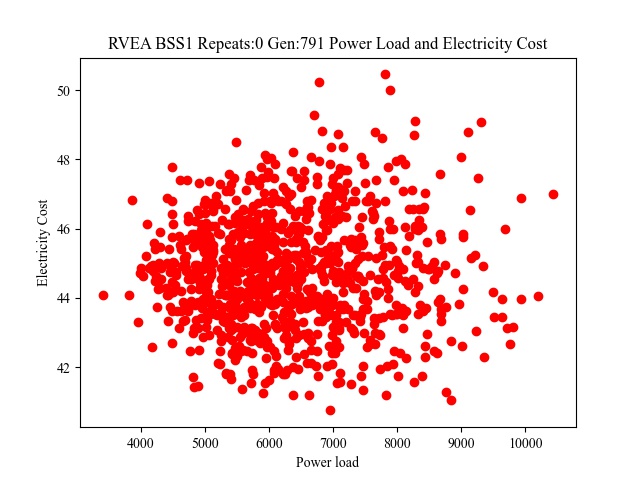 RVEA BSS1 Repeats:0 Gen:791 Power Load and Electricity Cost
50
48
46
44
42
Electricity Cost
4000 5000 6000 7000 8000 9000 10000
Power load